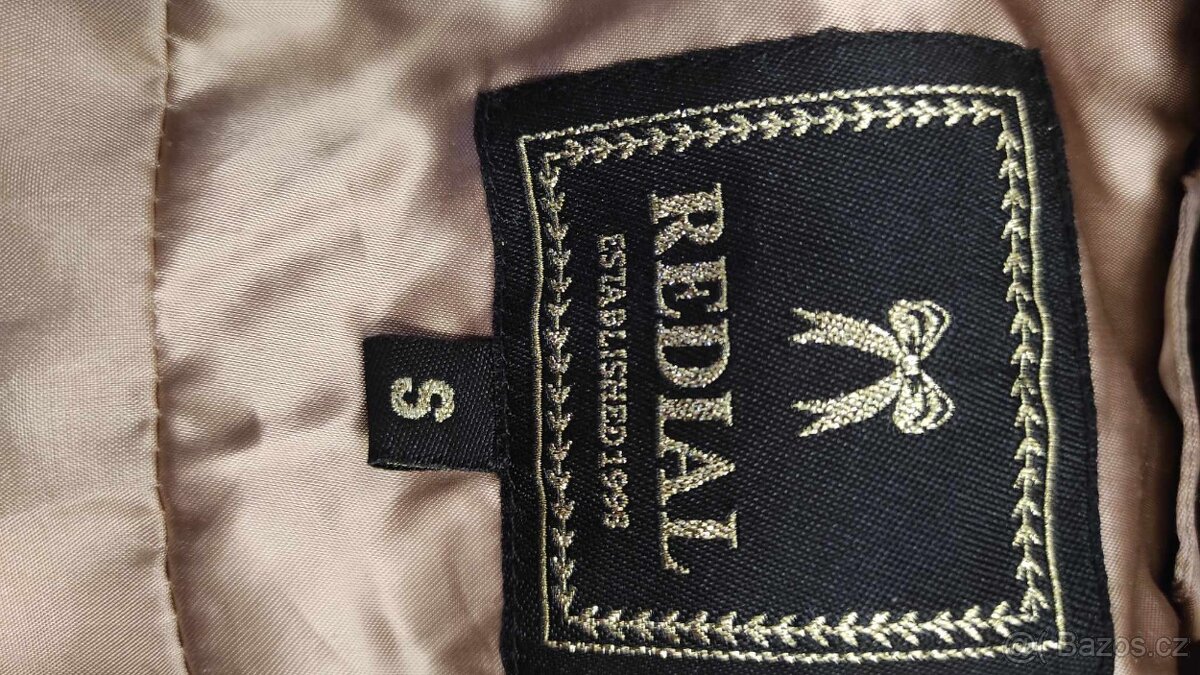 REDIAL
ESTABLISHED 1998
S
Bazos.cz